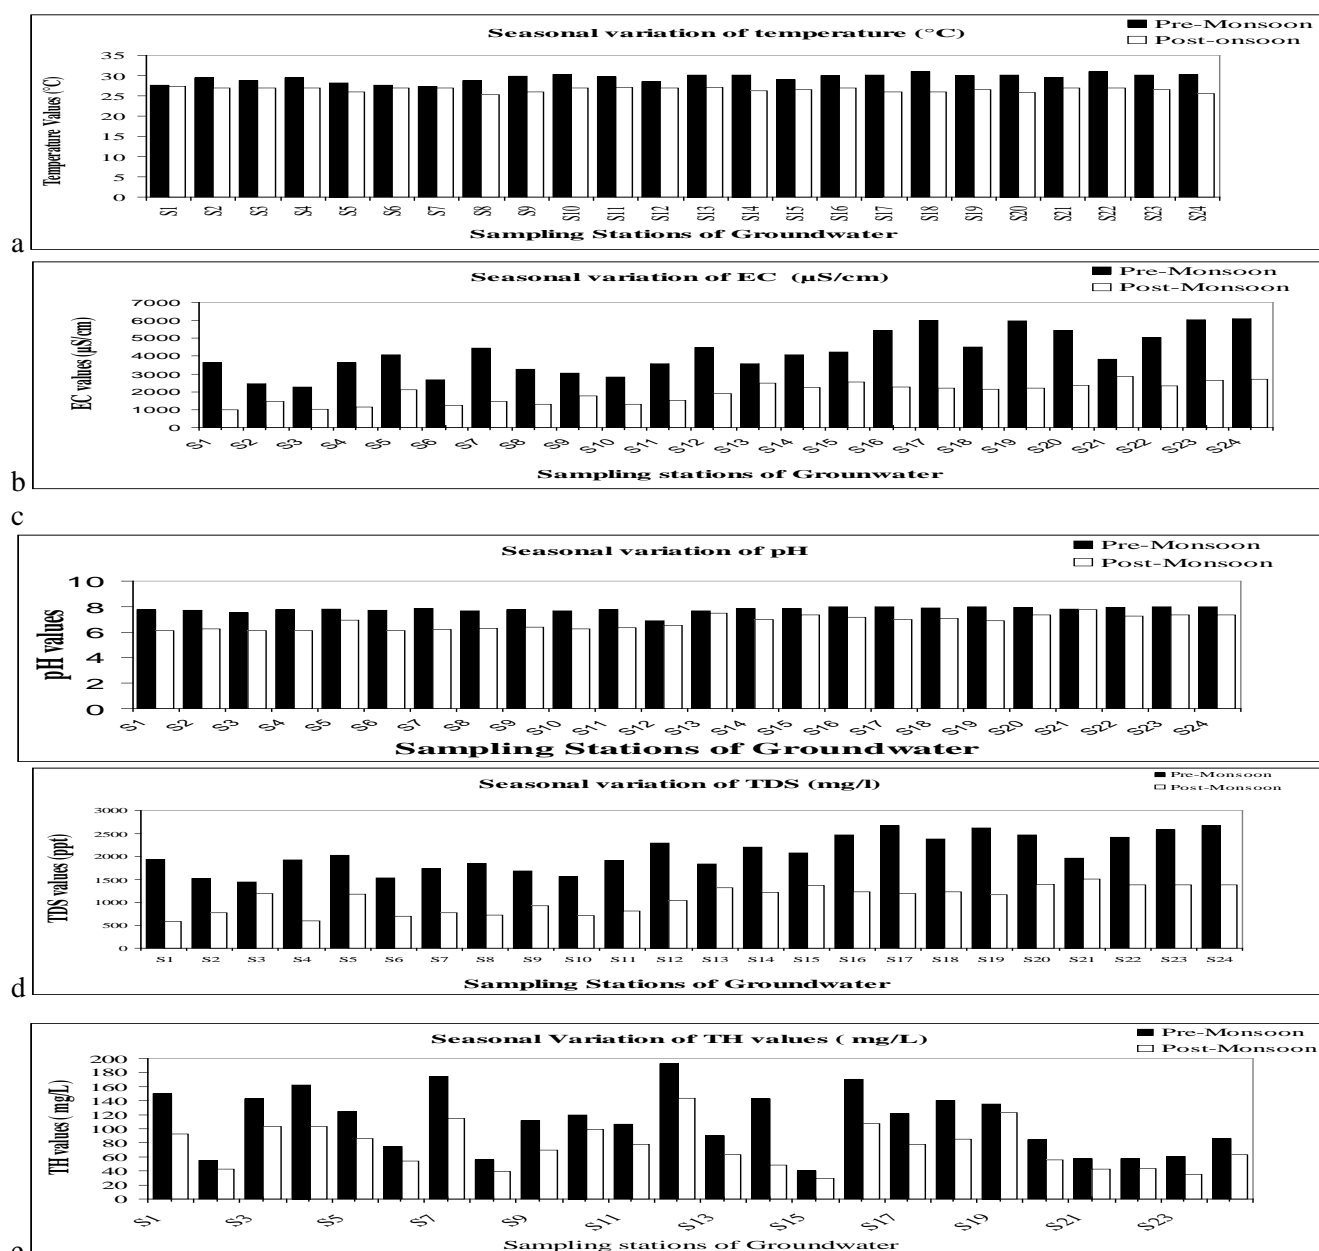 Seasonal variation of temperature (°C)
Pre-Monsoon
Post-onsoon
Temperature Values (°C)
35
30
25
20
15
10
5
0
S1 S2 S3 S4 S5 S6 S7 S8 S9 S10 S11 S12 S13 S14 S15 S16 S17 S18 S19 S20 S21 S22 S23 S24
Sampling Stations of Groundwater
a
Seasonal variation of EC (µS/cm)
Pre-Monsoon
Post-Monsoon
EC values (µS/cm)
7000
6000
5000
4000
3000
2000
1000
0
S1 S2 S3 S4 S5 S6 S7 S8 S9 S10 S11 S12 S13 S14 S15 S16 S17 S18 S19 S20 S21 S22 S23 S24
Sampling stations of Grounwater
b
c
Seasonal variation of pH
Pre-Monsoon
Post-Monsoon
pH values
10
8
6
4
2
0
S1 S2 S3 S4 S5 S6 S7 S8 S9 S10 S11 S12 S13 S14 S15 S16 S17 S18 S19 S20 S21 S22 S23 S24
Sampling Stations of Groundwater
Seasonal variation of TDS (mg/l)
Pre-Monsoon
Post-Monsoon
TDS values (ppt)
3000
2500
2000
1500
1000
500
0
S1 S2 S3 S4 S5 S6 S7 S8 S9 S10 S11 S12 S13 S14 S15 S16 S17 S18 S19 S20 S21 S22 S23 S24
Sampling Stations of Groundwater
d
Seasonal Variation of TH values ( mg/L)
Pre-Monsoon
Post-Monsoon
TH values ( mg/L)
200
180
160
140
120
100
80
60
40
20
0
S1 S3 S5 S7 S9 S11 S13 S15 S17 S19 S21 S23
Sampling stations of Groundwater
e